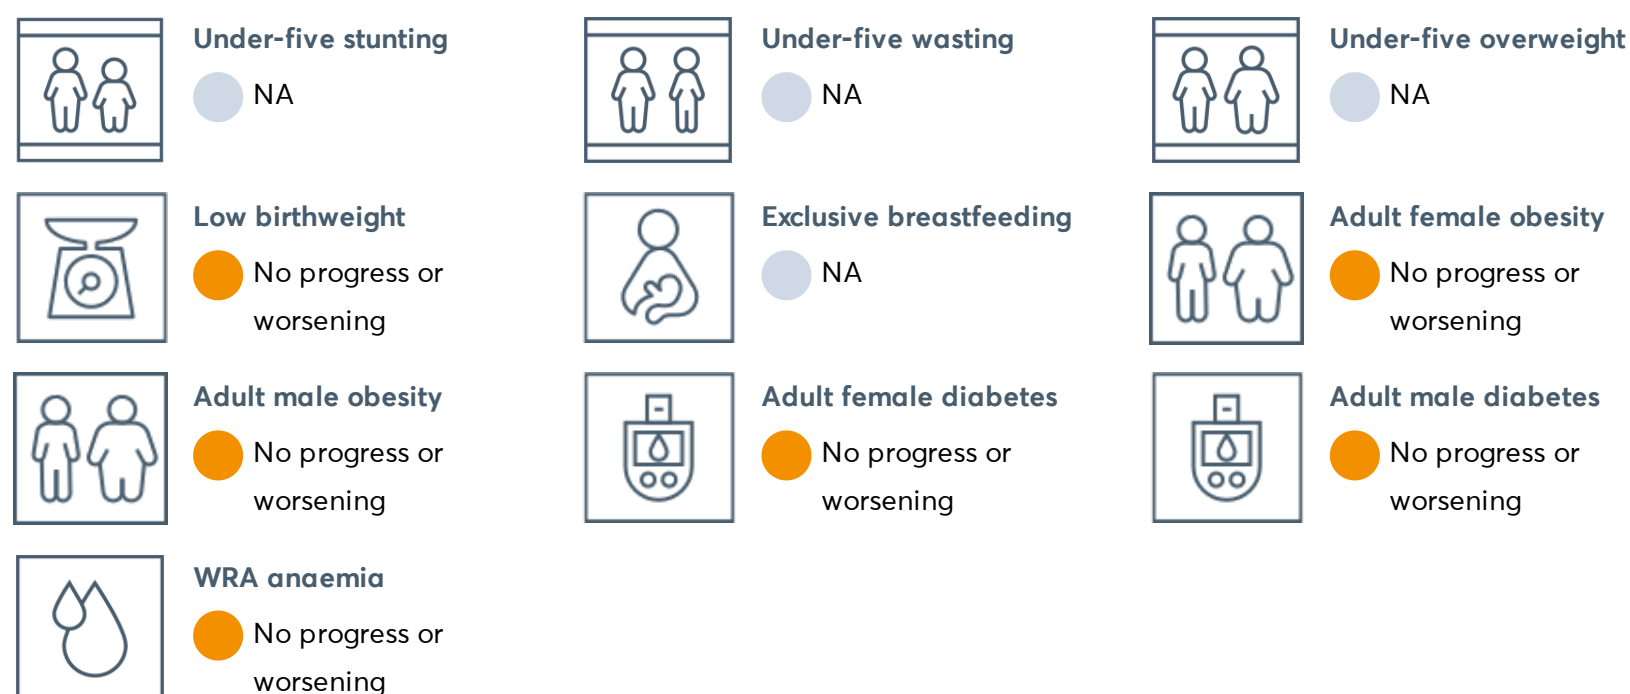 Under-five stunting
NA
Under-five wasting
NA
Under-five overweight
NA
Low birthweight
No progress or
worsening
Exclusive breastfeeding
NA
Adult female obesity
No progress or
worsening
Adult male obesity
No progress or
worsening
Adult female diabetes
No progress or
worsening
Adult male diabetes
No progress or
worsening
WRA anaemia
No progress or
worsening